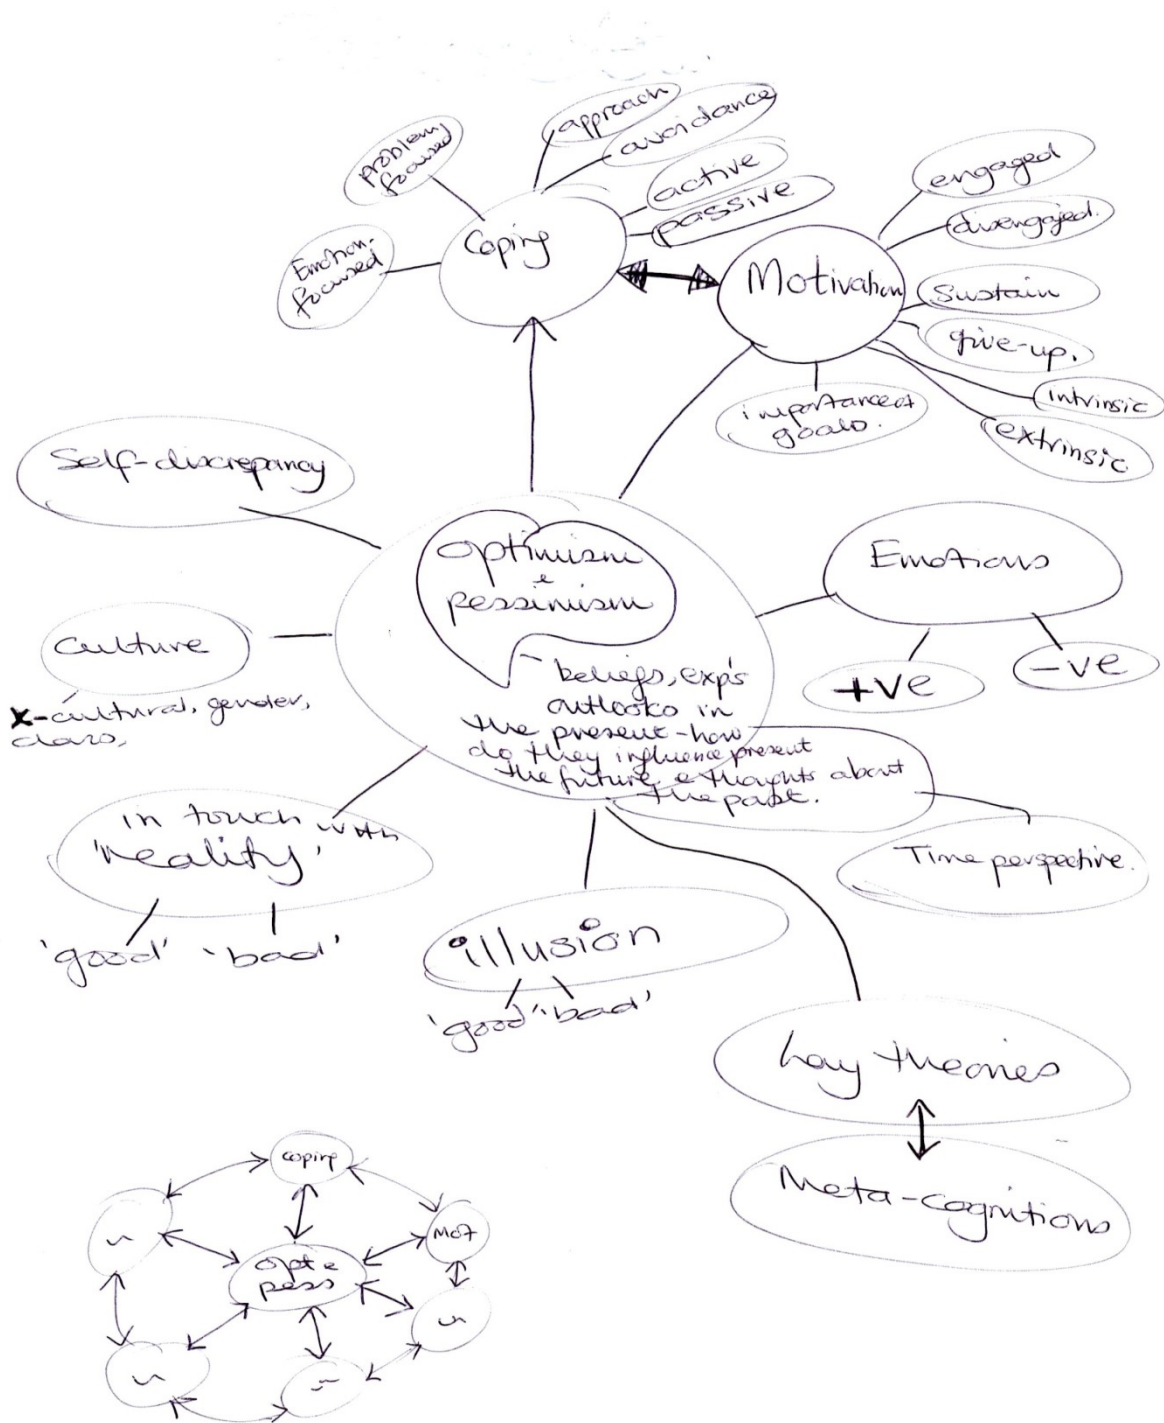 approach
avoidance
problem
focused
active
passive
Emotion-
focused
Coping
engaged
disengaged.
Motivation
Sustain
give-up.
intrinsic
extrinsic
importance of
goals.
Self-discrepancy
optimism
e
pessimism
Emotions
+ve
-ve
Culture
x-cultural, gender,
class,
- beliefs, exp's
outlooks in
the present - how
do they influence present
the future e thoughts about
the past.
in touch with
'reality'
'good' 'bad'
Time perspective.
illusion
'good' 'bad'
Lay theories
Meta-cognitions
coping
MOT
opt e
pess